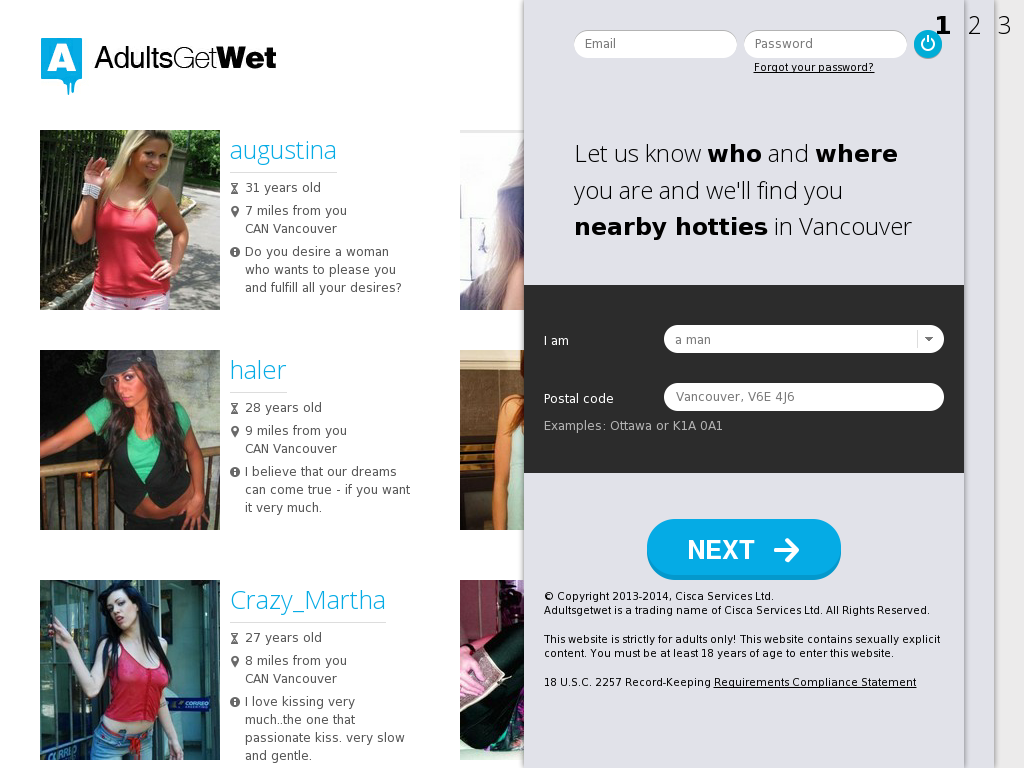 A AdultsGetWet
augustina
31 years old
7 miles from you
CAN Vancouver
Do you desire a woman
who wants to please you
and fulfill all your desires?
haler
28 years old
9 miles from you
CAN Vancouver
I believe that our dreams
can come true - if you want
it very much.
Crazy_Martha
27 years old
8 miles from you
CAN Vancouver
I love kissing very
much..the one that
passionate kiss. very slow
and gentle.
CORREO
1 2 3
Email Password
Forgot your password?
Let us know who and where
you are and we'll find you
nearby hotties in Vancouver
I am a man
Postal code Vancouver, V6E 4J6
Examples: Ottawa or K1A 0A1
NEXT
© Copyright 2013-2014, Cisca Services Ltd.
Adultsgetwet is a trading name of Cisca Services Ltd. All Rights Reserved.
This website is strictly for adults only! This website contains sexually explicit
content. You must be at least 18 years of age to enter this website.
18 U.S.C. 2257 Record-Keeping Requirements Compliance Statement